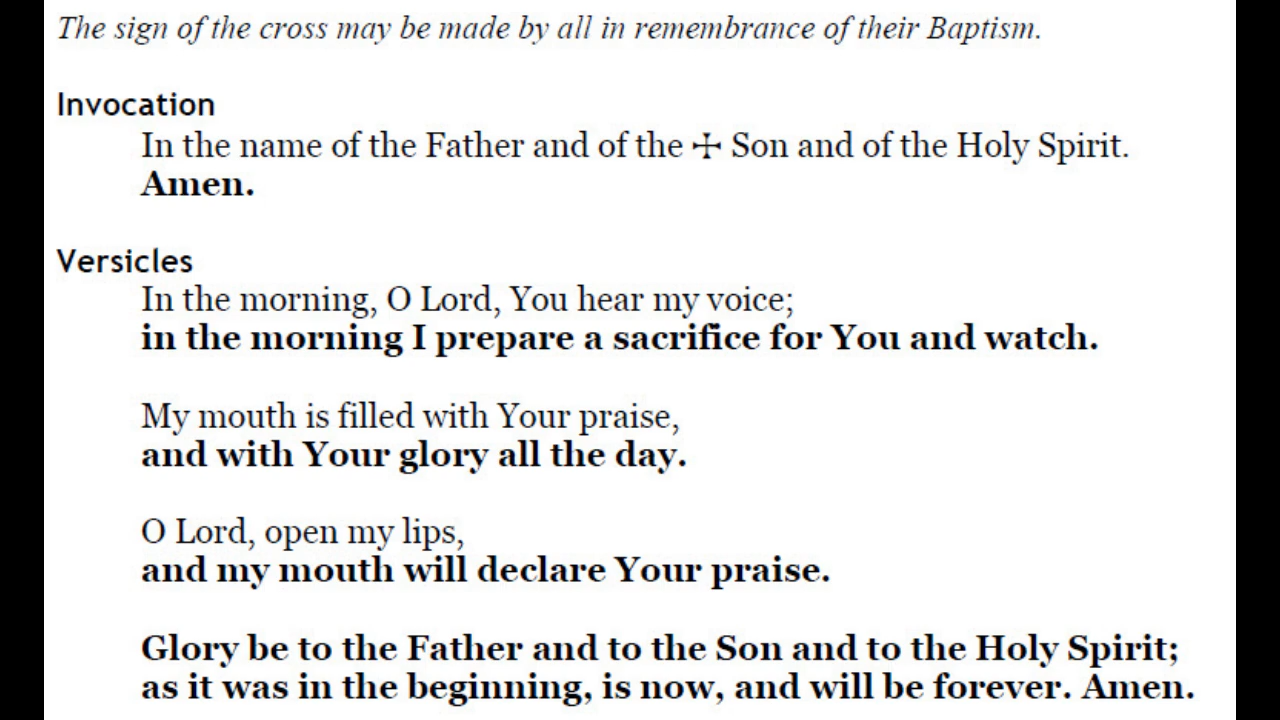 The sign of the cross may be made by all in remembrance of their Baptism.
Invocation
In the name of the Father and of the ☩ Son and of the Holy Spirit.
Amen.
Versicles
In the morning, O Lord, You hear my voice;
in the morning I prepare a sacrifice for You and watch.
My mouth is filled with Your praise,
and with Your glory all the day.
O Lord, open my lips,
and my mouth will declare Your praise.
Glory be to the Father and to the Son and to the Holy Spirit;
as it was in the beginning, is now, and will be forever. Amen.